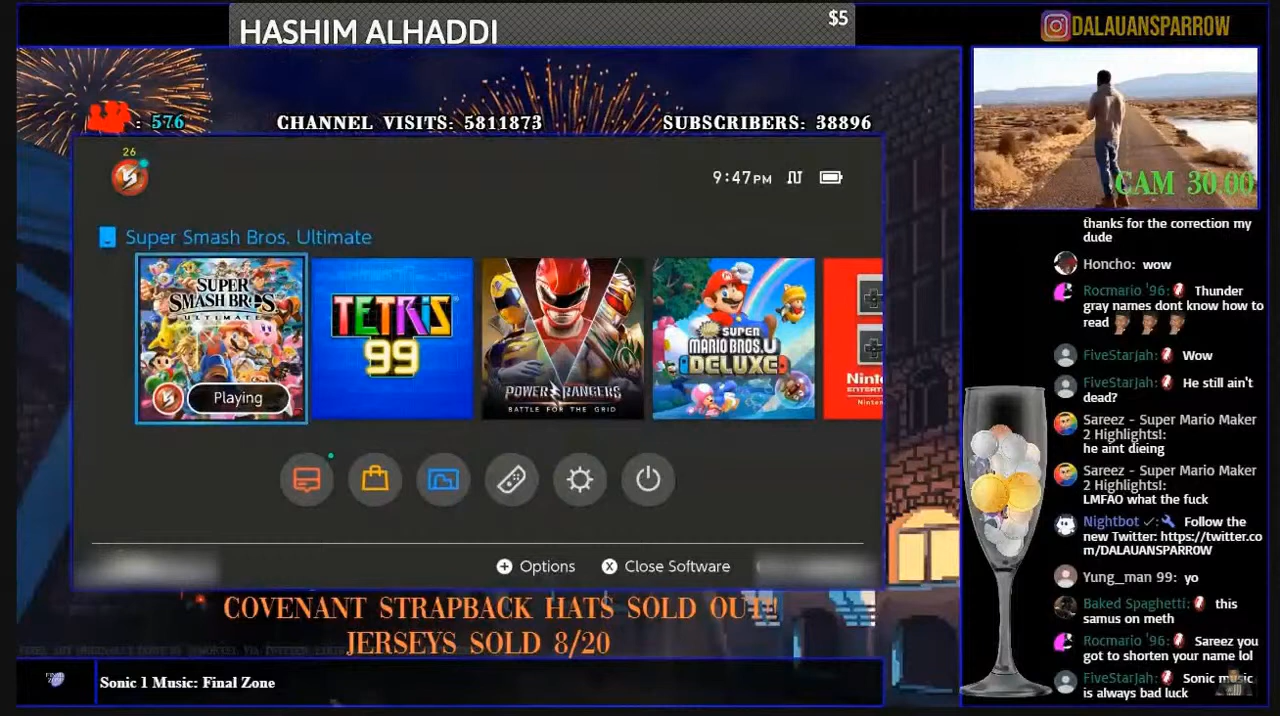 HASHIM ALHADDI
$5
DALAUANSPARROW
: 576
CHANNEL VISITS: 5811873
SUBSCRIBERS: 38896
26
9:47PM
CAM 30.00
Super Smash Bros. Ultimate
SUPER
SMASH BROS.
ULTIMATE
Playing
TETRIS
99
POWER RANGERS
BATTLE FOR THE GRID
NEW
SUPER
MARIO BROS. U
DELUXE
Options
Close Software
COVENANT STRAPBACK HATS SOLD OUT!!
JERSEYS SOLD 8/20
Sonic 1 Music: Final Zone
thanks for the correction my
dude
Honcho: wow
Rocmario '96: Thunder
gray names dont know how to
read
FiveStarJah: Wow
FiveStarJah: He still ain't
dead?
Sareez - Super Mario Maker
2 Highlights!:
he aint dieing
Sareez - Super Mario Maker
2 Highlights!:
LMFAO what the fuck
Nightbot: Follow the
new Twitter: https://twitter.co
m/DALAUANSPARR0W
Yung_man 99: yo
Baked Spaghetti: this
samus on meth
Rocmario '96: Sareez you
got to shorten your name lol
FiveStarJah: Sonic music
is always bad luck